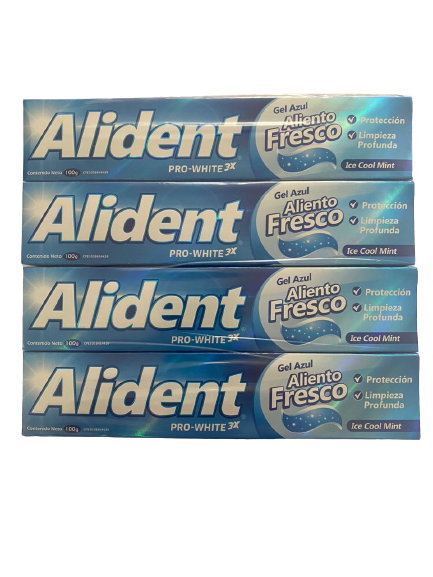 Gel Azul
Aliento
Fresco
Alident
PRO-WHITE 3X
Protección
Limpieza
Profunda
Ice Cool Mint
Contenido Neto 100g
Gel Azul
Aliento
Fresco
Alident
PRO-WHITE 3X
Protección
Limpieza
Profunda
Ice Cool Mint
Contenido Neto 100g
Gel Azul
Aliento
Fresco
Alident
PRO-WHITE 3X
Protección
Limpieza
Profunda
Ice Cool Mint
Contenido Neto 100g
Gel Azul
Aliento
Fresco
Alident
PRO-WHITE 3X
Protección
Limpieza
Profunda
Ice Cool Mint
Contenido Neto 100g